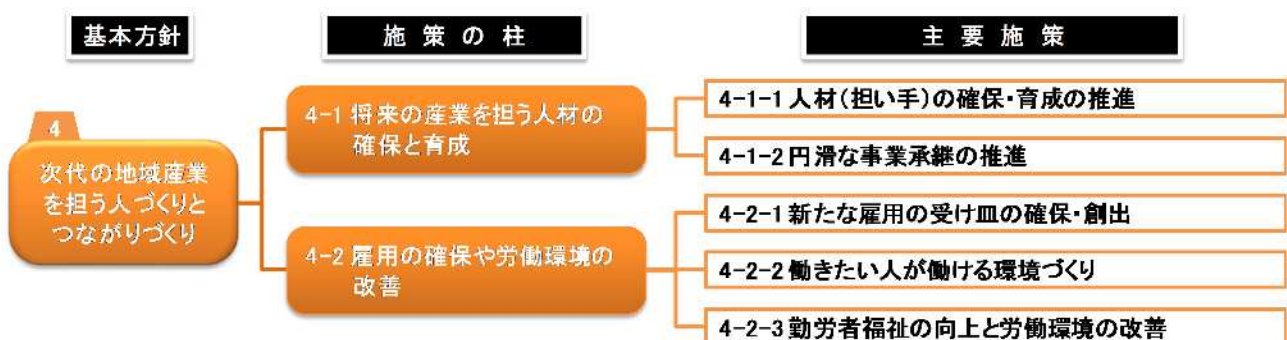 基本方針
施策の柱
主要施策
4
次代の地域産業
を担う人づくりと
つながりづくり
4-1 将来の産業を担う人材の
確保と育成
4-2 雇用の確保や労働環境の
改善
4-1-1 人材(担い手)の確保・育成の推進
4-1-2 円滑な事業承継の推進
4-2-1 新たな雇用の受け皿の確保・創出
4-2-2 働きたい人が働ける環境づくり
4-2-3 勤労者福祉の向上と労働環境の改善